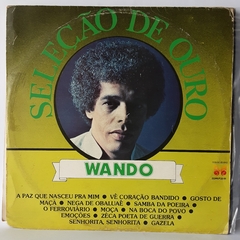 SELEÇÃO DE OURO
WANDO
A PAZ QUE NASCEU PRA MIM • VÊ CORAÇÃO BANDIDO • GOSTO DE
MAÇÃ • NEGA DE OBALUAÊ • SAMBA DA POEIRA •
O FERROVIÁRIO • MOÇA • NA BOCA DO POVO •
EMOÇÕES • ZÉCA POETA DE GUERRA •
SENHORITA, SENHORITA • GAZELA